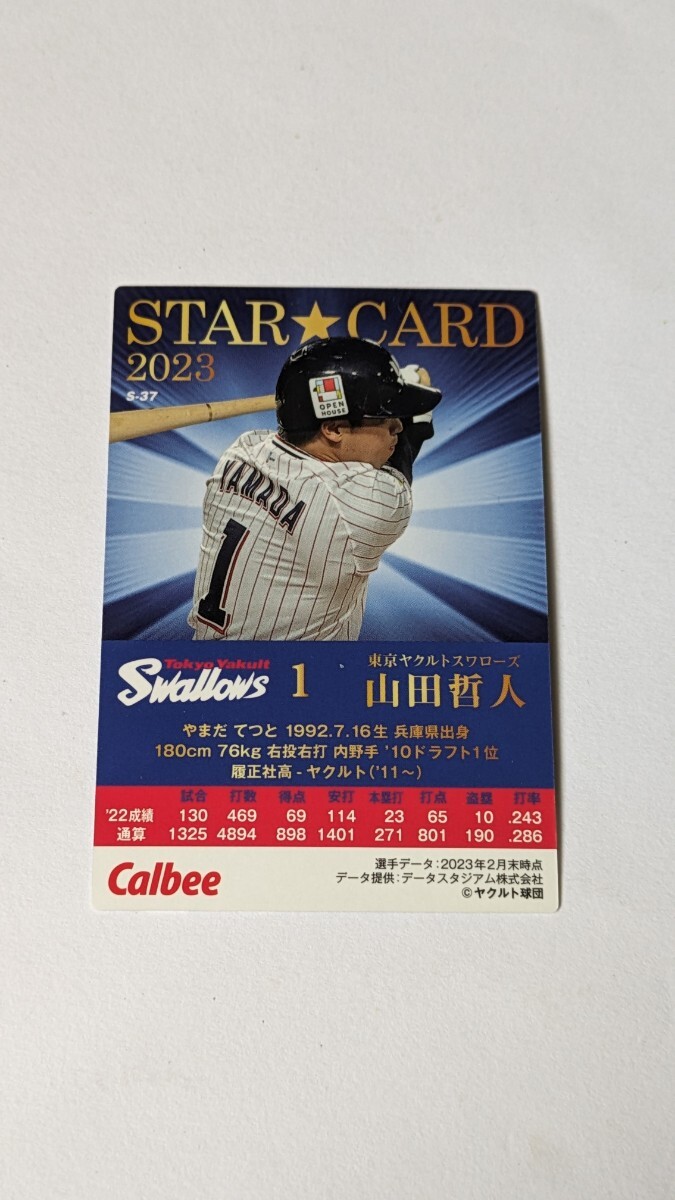 STAR★CARD
2023
S-37
OPEN
HOUSE
YAMADA
1
Tokyo Yakult
Swallows
1
東京ヤクルトスワローズ
山田哲人
やまだ てつと 1992.7.16生 兵庫県出身
180cm 76kg 右投右打 内野手 '10ドラフト1位
履正社高 - ヤクルト('11〜)
試合 打数 得点 安打 本塁打 打点 盗塁 打率
'22成績 130 469 69 114 23 65 10 .243
通算 1325 4894 898 1401 271 801 190 .286
Calbee
選手データ:2023年2月末時点
データ提供:データスタジアム株式会社
©ヤクルト球団